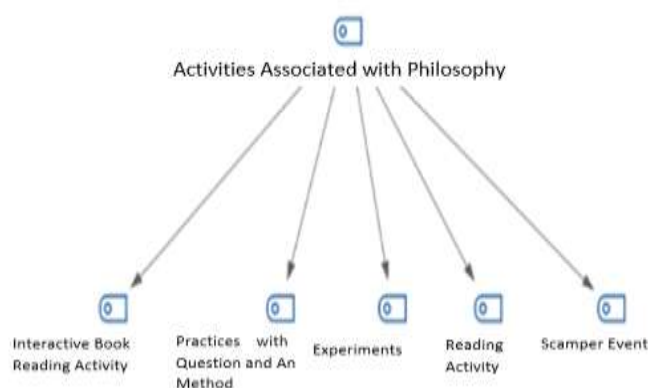 Activities Associated with Philosophy
Interactive Book
Reading Activity
Practices with
Question and An
Method
Experiments
Reading
Activity
Scamper Event